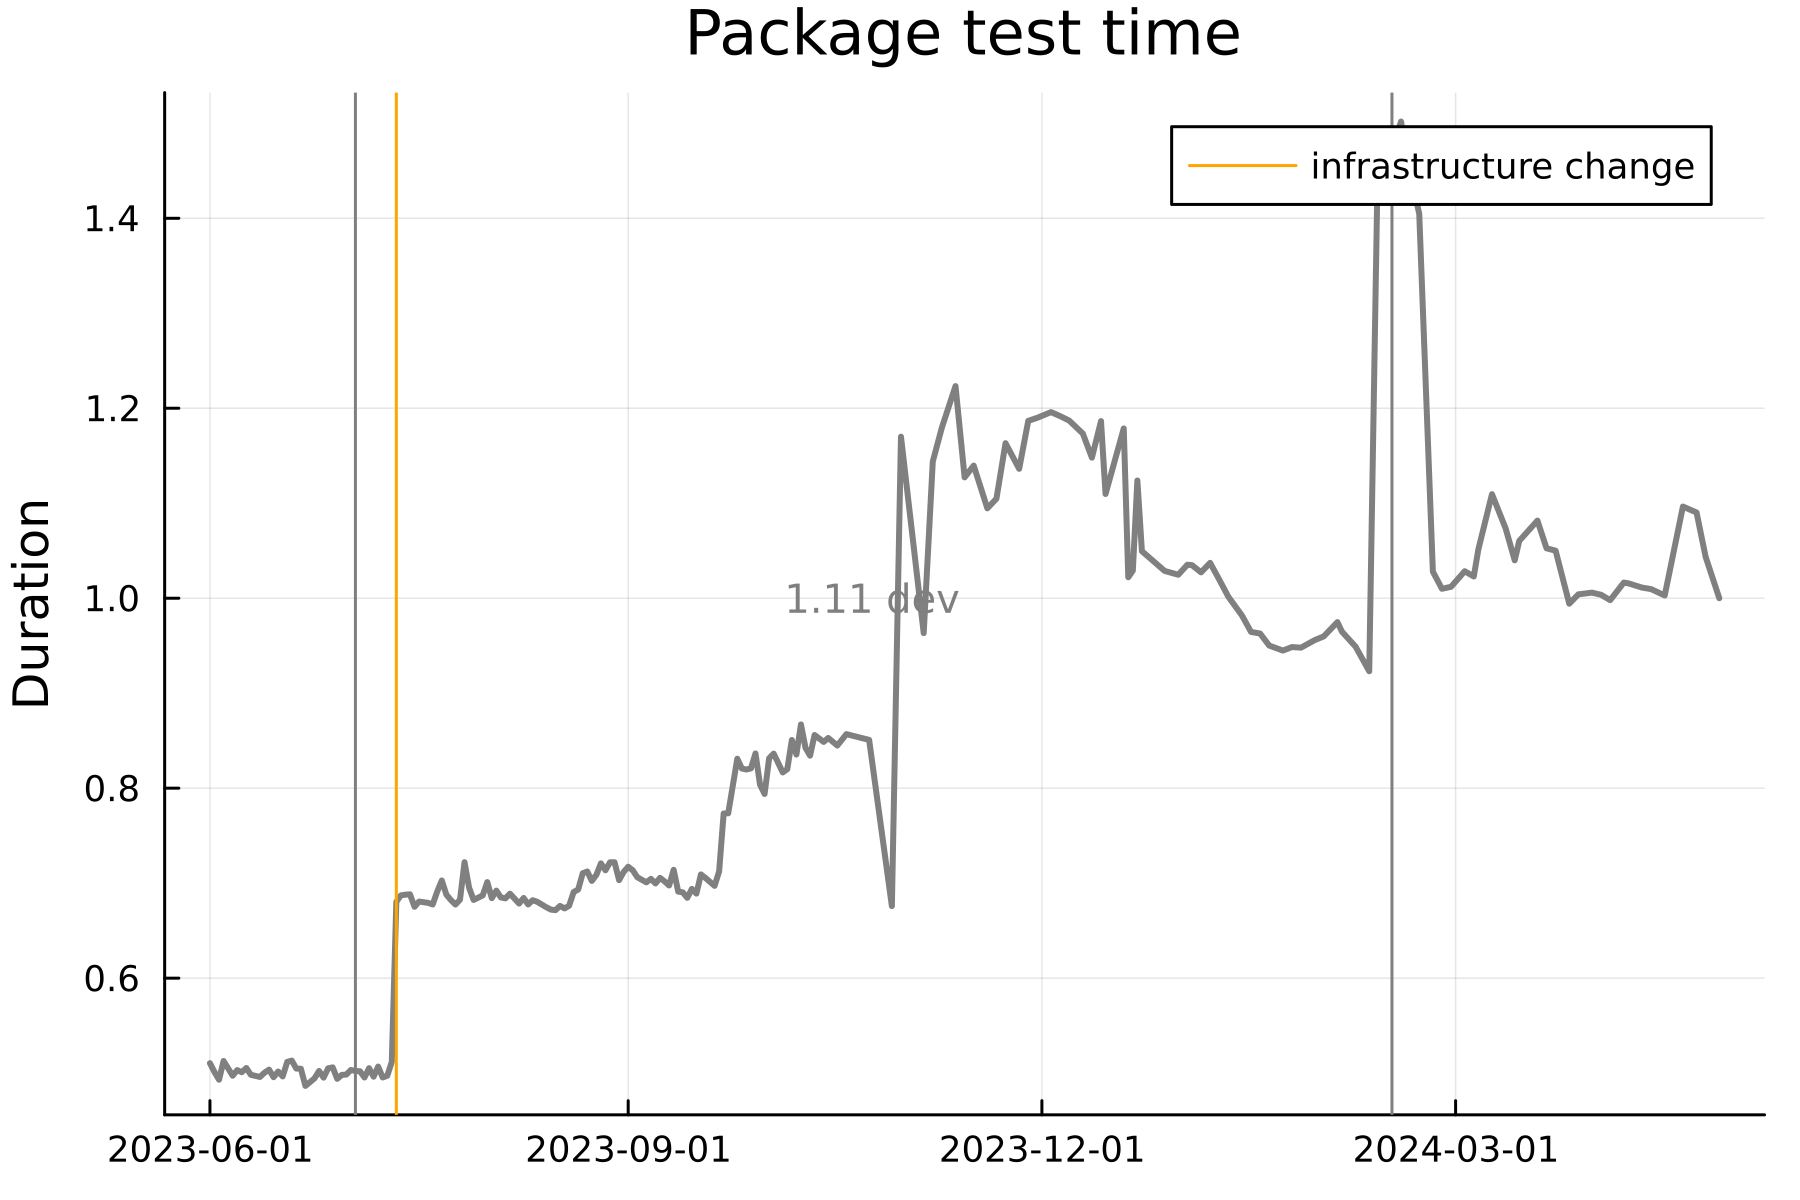 Package test time
infrastructure change
Duration
1.4
1.2
1.0
0.8
0.6
1.11 dev
2023-06-01
2023-09-01
2023-12-01
2024-03-01